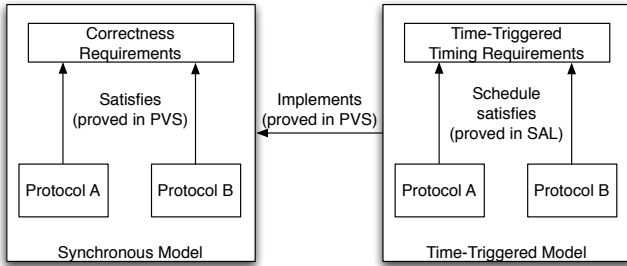 Correctness
Requirements
Satisfies
(proved in PVS)
Protocol A
Protocol B
Synchronous Model
Implements
(proved in PVS)
Time-Triggered
Timing Requirements
Schedule
satisfies
(proved in SAL)
Protocol A
Protocol B
Time-Triggered Model